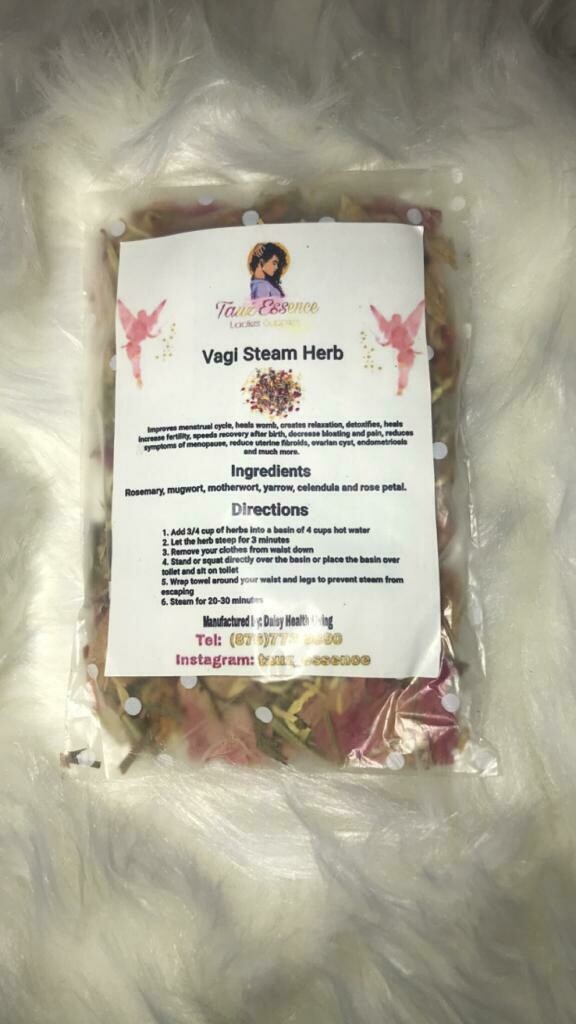 Tauz Essence
Ladies Supplies
Vagi Steam Herb
Improves menstrual cycle, heals womb, creates relaxation, detoxifies, heals
increase fertility, speeds recovery after birth, decrease bloating and pain, reduces
symptoms of menopause, reduce uterine fibroids, ovarian cyst, endometriosis
and much more.
Ingredients
Rosemary, mugwort, motherwort, yarrow, celendula and rose petal.
Directions
1. Add 3/4 cup of herbs into a basin of 4 cups hot water
2. Let the herb steep for 3 minutes
3. Remove your clothes from waist down
4. Stand or squat directly over the basin or place the basin over
toilet and sit on toilet
5. Wrap towel around your waist and legs to prevent steam from
escaping
6. Steam for 20-30 minutes
Manufactured by: Daisy Health Living
Tel: (876)77
Instagram: tauz_essence